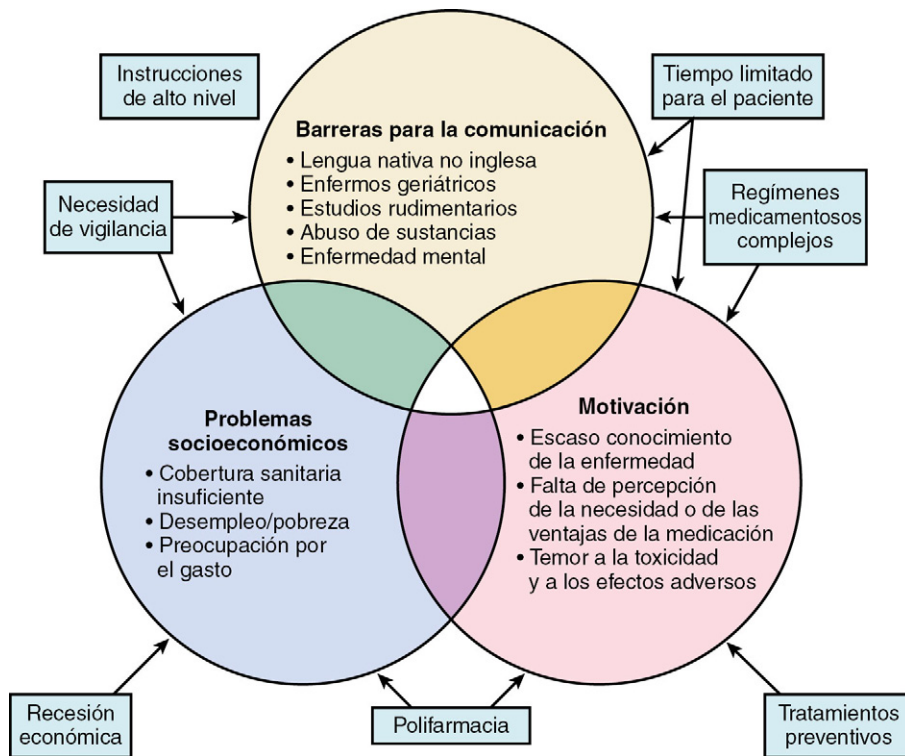 Instrucciones
de alto nivel
Tiempo limitado
para el paciente
Barreras para la comunicación
• Lengua nativa no inglesa
• Enfermos geriátricos
• Estudios rudimentarios
• Abuso de sustancias
• Enfermedad mental
Necesidad
de vigilancia
Regímenes
medicamentosos
complejos
Problemas
socioeconómicos
• Cobertura sanitaria
insuficiente
• Desempleo/pobreza
• Preocupación por
el gasto
Motivación
• Escaso conocimiento
de la enfermedad
• Falta de percepción
de la necesidad o de las
ventajas de la medicación
• Temor a la toxicidad
y a los efectos adversos
Recesión
económica
Polifarmacia
Tratamientos
preventivos